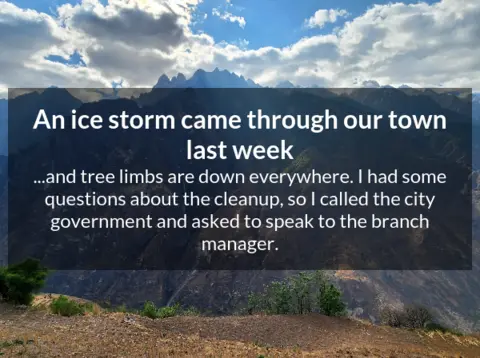 An ice storm came through our town
last week
...and tree limbs are down everywhere. I had some
questions about the cleanup, so I called the city
government and asked to speak to the branch
manager.